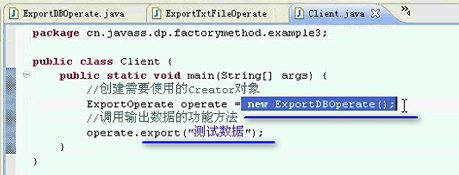 ExportDBOperate.java ExportTxtFileOperate Client.java
package cn.javass.dp.factorymethod.example3;
public class Client {
public static void main(String[] args) {
//创建需要使用的Creator对象
ExportOperate operate = new ExportDBOperate();
//调用输出数据的功能方法
operate.export("测试数据");
}
}